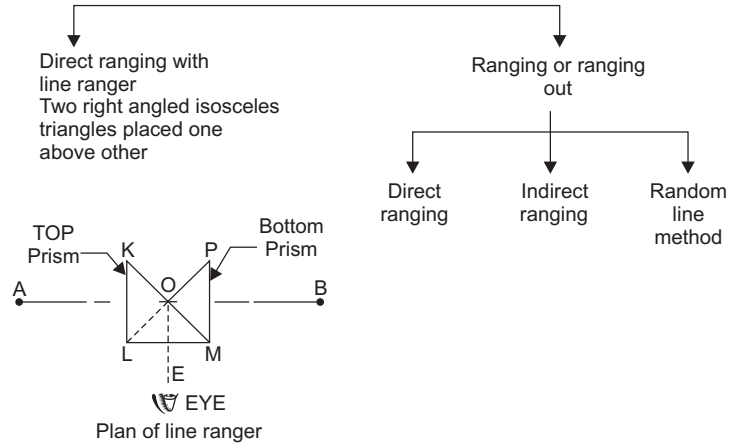 Direct ranging with
line ranger
Two right angled isosceles
triangles placed one
above other
Ranging or ranging
out
Direct
ranging
Indirect
ranging
Random
line
method
TOP
Prism
Bottom
Prism
K
P
O
A
B
L
M
E
EYE
Plan of line ranger